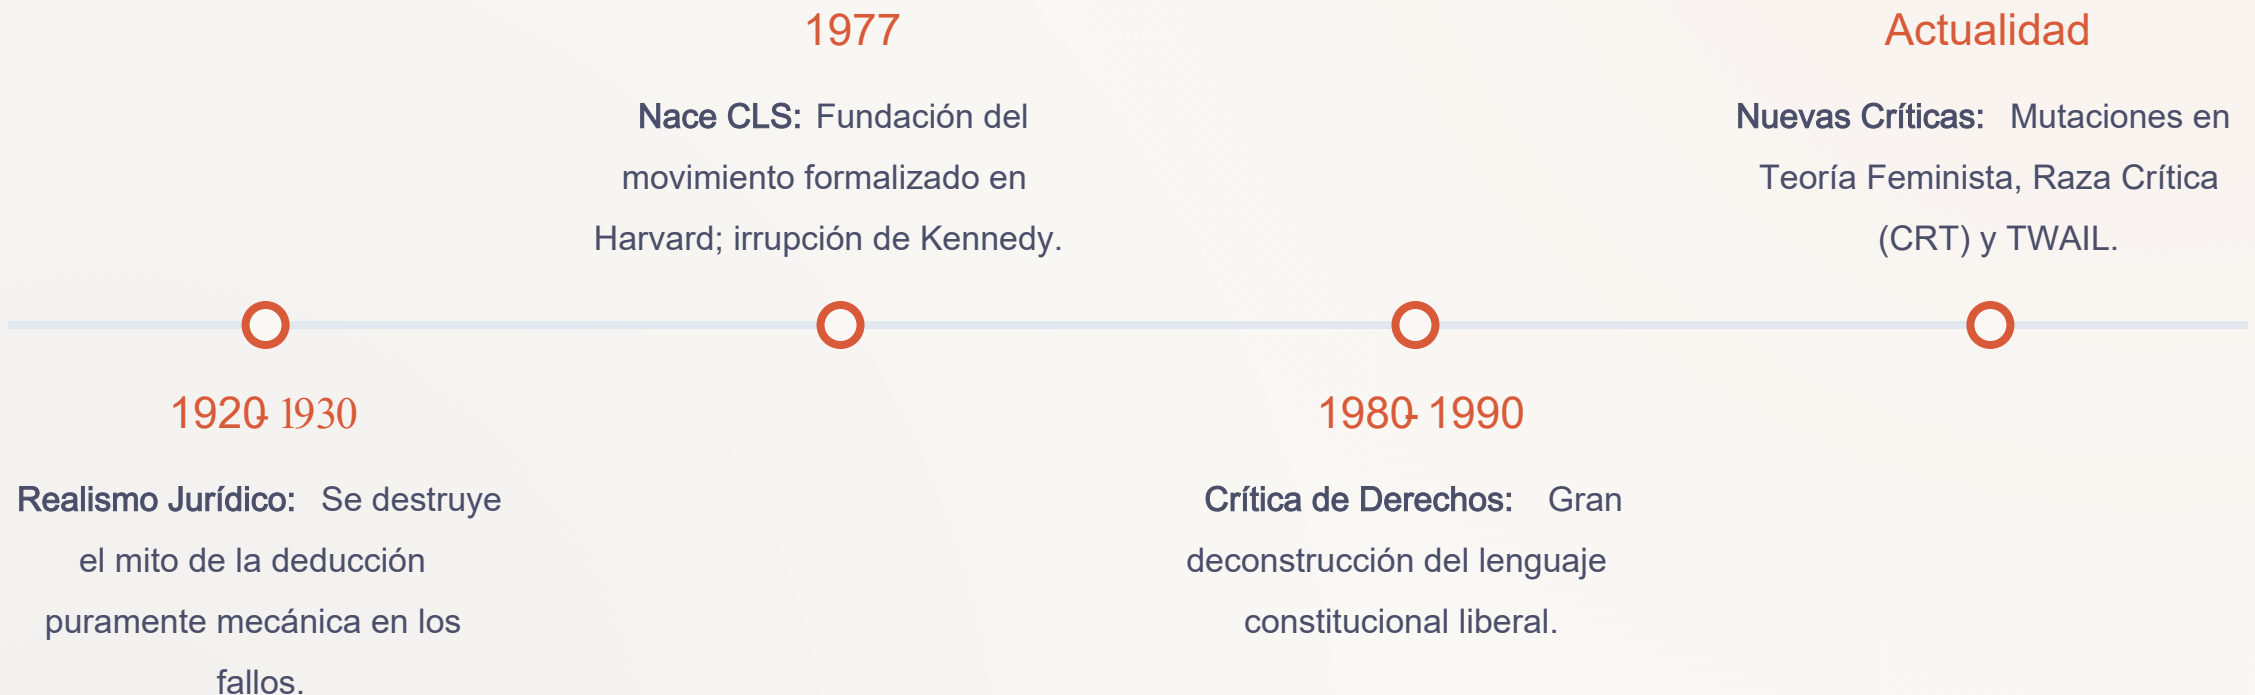 1977
Nace CLS: Fundación del
movimiento formalizado en
Harvard; irrupción de Kennedy.
Actualidad
Nuevas Críticas: Mutaciones en
Teoría Feminista, Raza Crítica
(CRT) y TWAIL.
1920- 1930
Realismo Jurídico: Se destruye
el mito de la deducción
puramente mecánica en los
fallos.
1980- 1990
Crítica de Derechos: Gran
deconstrucción del lenguaje
constitucional liberal.